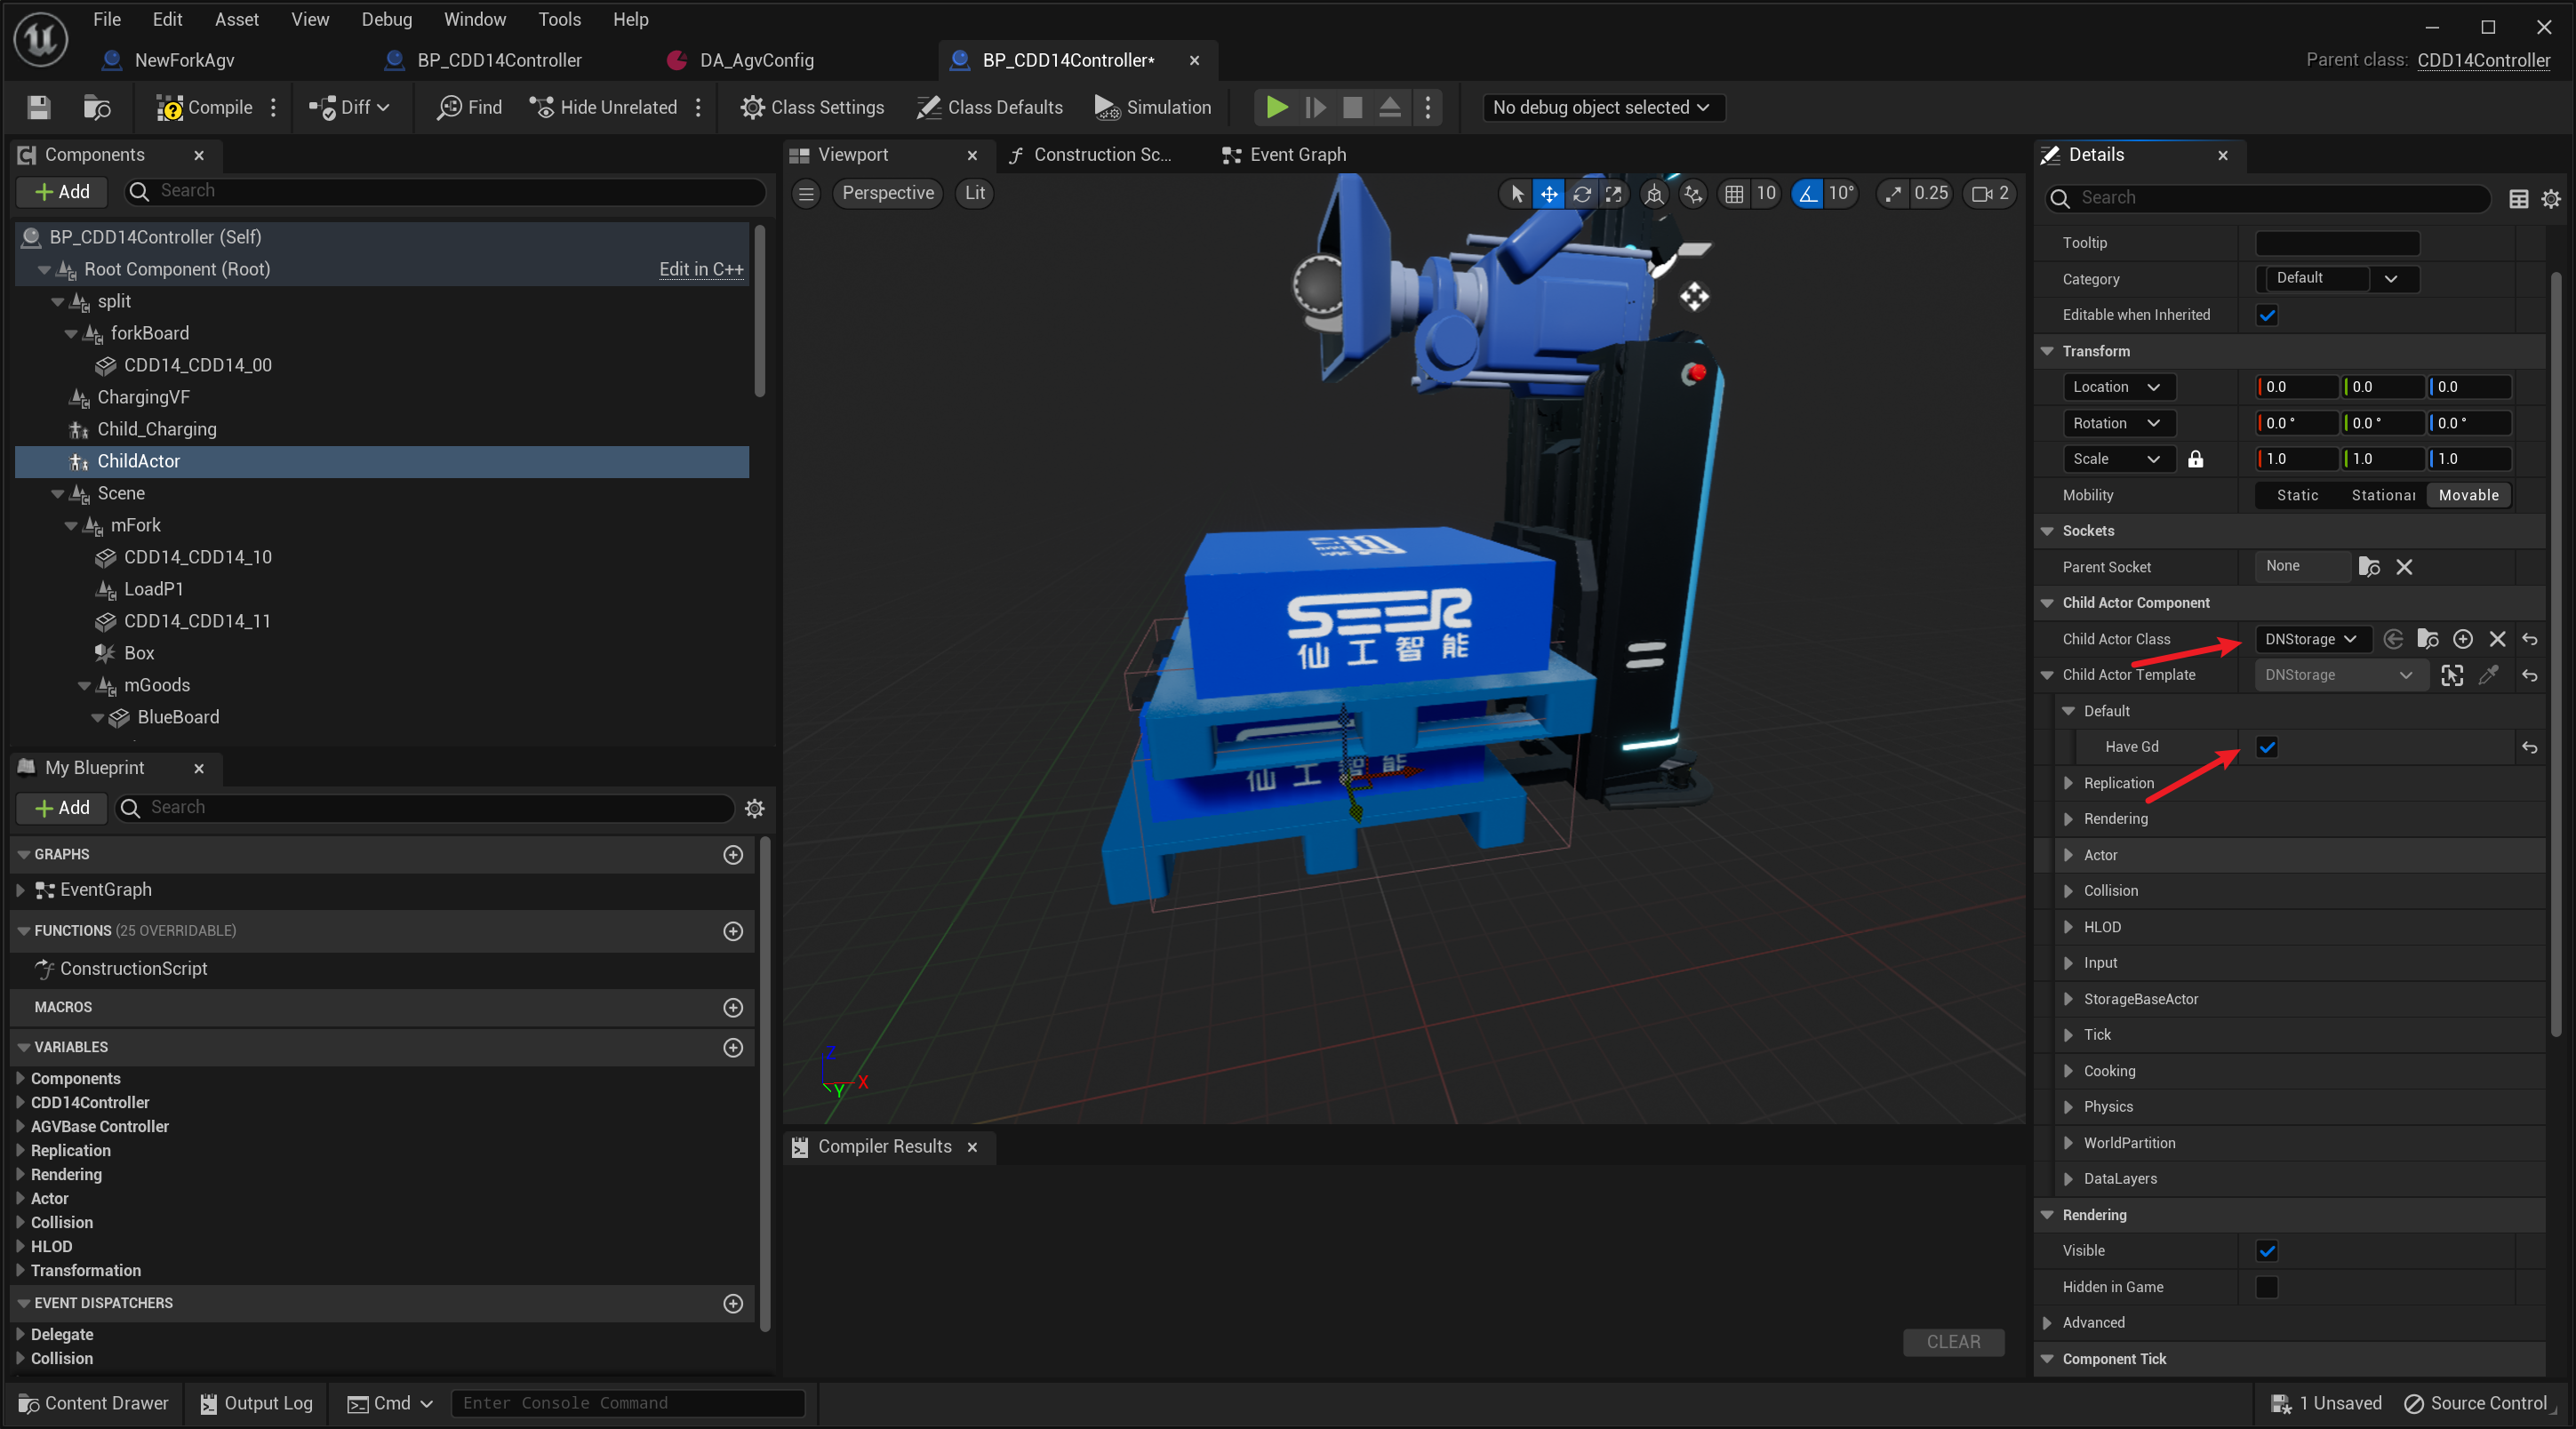 File Edit Asset View Debug Window Tools Help
NewForkAgv
BP_CDD14Controller
DA_AgvConfig
BP_CDD14Controller*
Parent class: CDD14Controller
Compile
Diff
Find
Hide Unrelated
Class Settings
Class Defaults
Simulation
No debug object selected
Components
Add
Search
BP_CDD14Controller (Self)
Root Component (Root)
Edit in C++
split
forkBoard
CDD14_CDD14_00
ChargingVF
Child_Charging
ChildActor
Scene
mFork
CDD14_CDD14_10
LoadP1
CDD14_CDD14_11
Box
mGoods
BlueBoard
My Blueprint
Add
Search
GRAPHS
EventGraph
FUNCTIONS (25 OVERRIDABLE)
ConstructionScript
MACROS
VARIABLES
Components
CDD14Controller
AGVBase Controller
Replication
Rendering
Actor
Collision
HLOD
Transformation
EVENT DISPATCHERS
Delegate
Collision
Viewport
Construction Sc...
Event Graph
Perspective
Lit
10
10°
0.25
2
SEER
仙工智能
仙工智能
Z
X
Y
Compiler Results
CLEAR
Details
Search
Tooltip
Category Default
Editable when Inherited
Transform
Location 0.0 0.0 0.0
Rotation 0.0 ° 0.0 ° 0.0 °
Scale 1.0 1.0 1.0
Mobility Static Stationar Movable
Sockets
Parent Socket None
Child Actor Component
Child Actor Class DNStorage
Child Actor Template DNStorage
Default
Have Gd
Replication
Rendering
Actor
Collision
HLOD
Input
StorageBaseActor
Tick
Cooking
Physics
WorldPartition
DataLayers
Rendering
Visible
Hidden in Game
Advanced
Component Tick
Content Drawer
Output Log
Cmd
Enter Console Command
1 Unsaved
Source Control